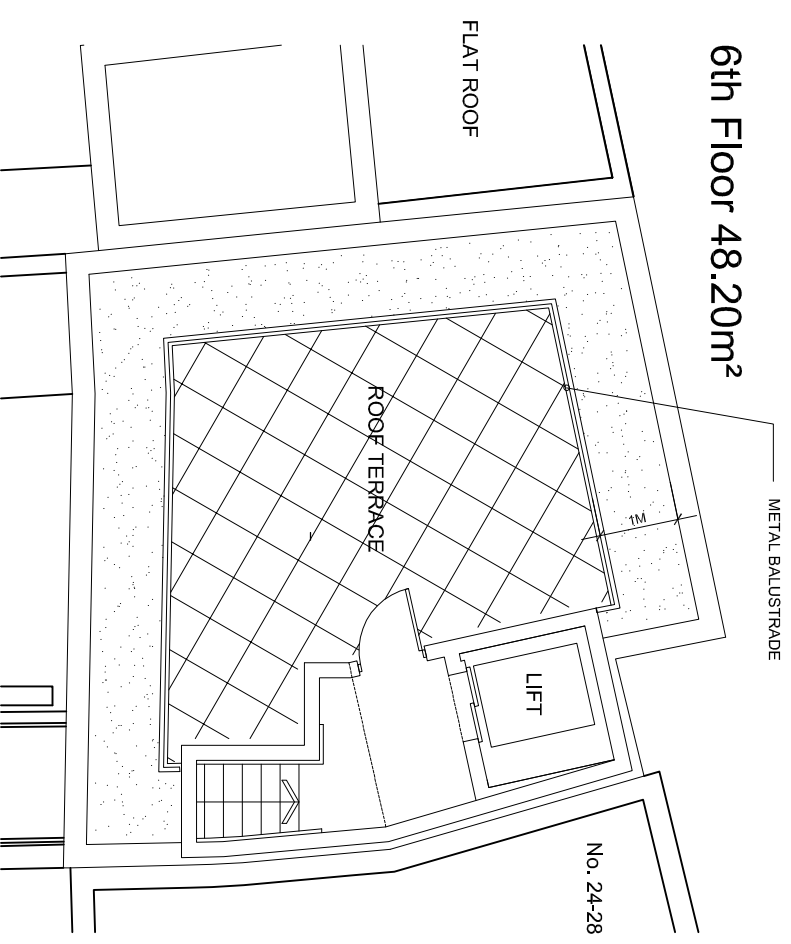 6th Floor 48.20m²
FLAT ROOF
METAL BALUSTRADE
ROOF TERRACE
1M
LIFT
No. 24-28